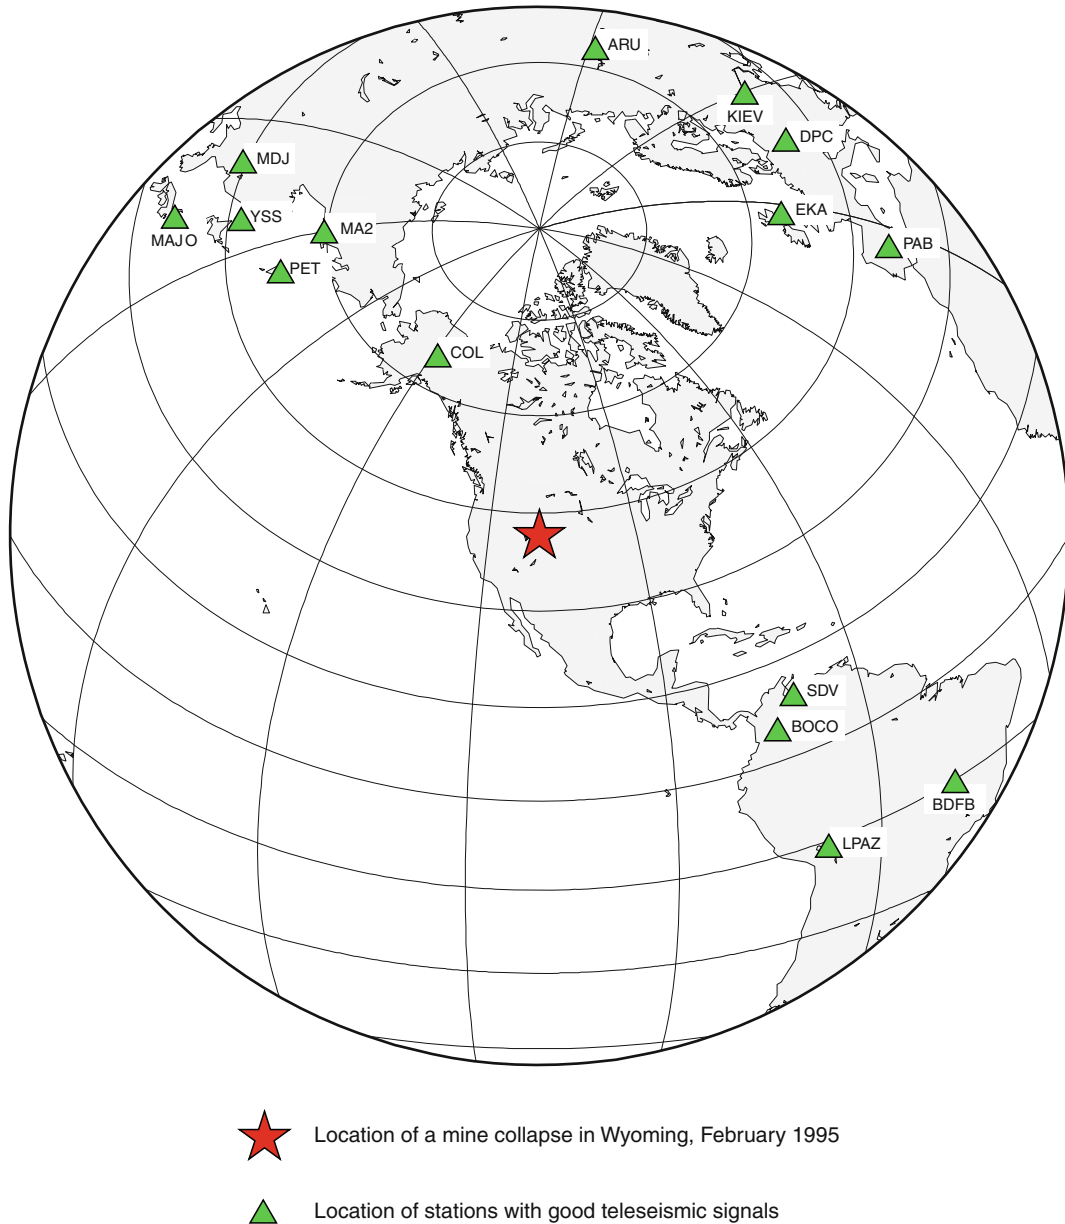 ARU
KIEV
DPC
MDJ
EKA
YSS
MAJO
MA2
PAB
PET
COL
SDV
BOCO
BDFB
LPAZ
Location of a mine collapse in Wyoming, February 1995
Location of stations with good teleseismic signals